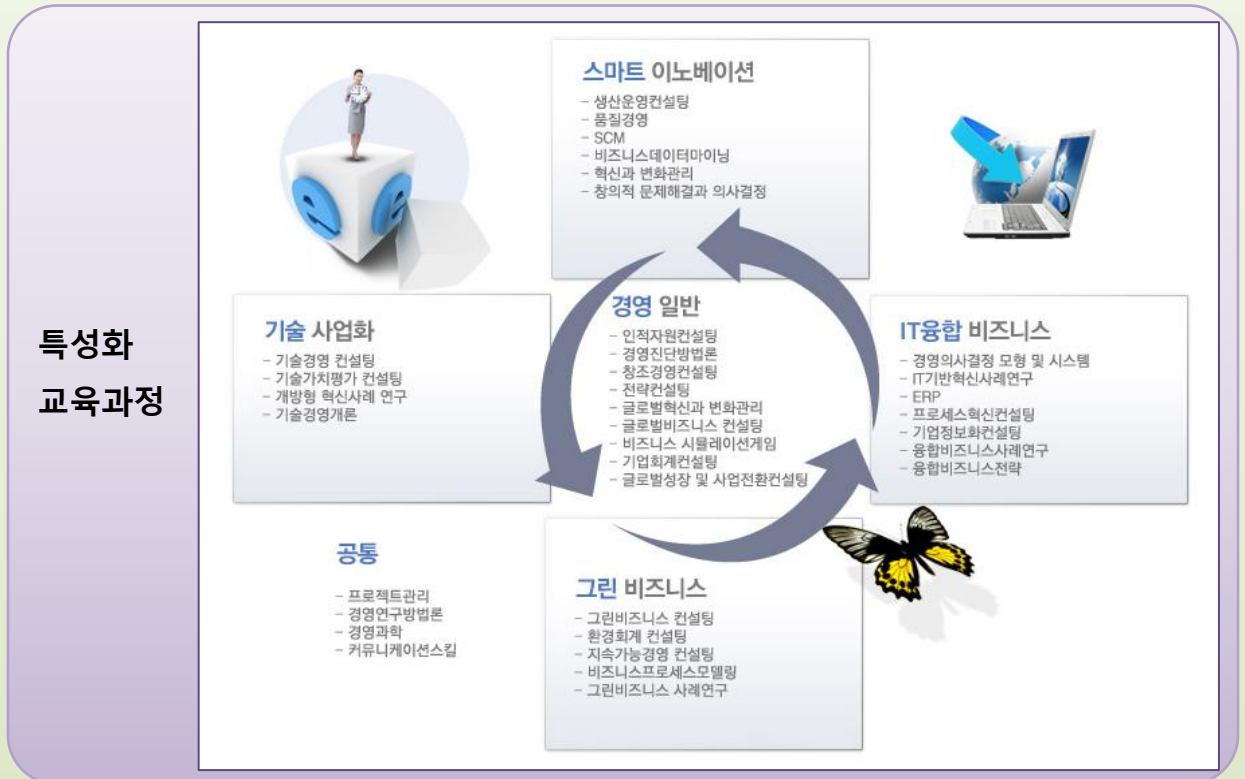 특성화
교육과정
스마트 이노베이션
- 생산운영컨설팅
- 품질경영
- SCM
- 비즈니스데이터마이닝
- 혁신과 변화관리
- 창의적 문제해결과 의사결정
기술 사업화
- 기술경영 컨설팅
- 기술가치평가 컨설팅
- 개방형 혁신사례 연구
- 기술경영개론
경영 일반
- 인적자원컨설팅
- 경영진단방법론
- 창조경영컨설팅
- 전략컨설팅
- 글로벌혁신과 변화관리
- 글로벌비즈니스 컨설팅
- 비즈니스 시뮬레이션게임
- 기업회계컨설팅
- 글로벌성장 및 사업전환컨설팅
IT융합 비즈니스
- 경영의사결정 모형 및 시스템
- IT기반혁신사례연구
- ERP
- 프로세스혁신컨설팅
- 기업정보화컨설팅
- 융합비즈니스사례연구
- 융합비즈니스전략
공통
- 프로젝트관리
- 경영연구방법론
- 경영과학
- 커뮤니케이션스킬
그린 비즈니스
- 그린비즈니스 컨설팅
- 환경회계 컨설팅
- 지속가능경영 컨설팅
- 비즈니스프로세스모델링
- 그린비즈니스 사례연구